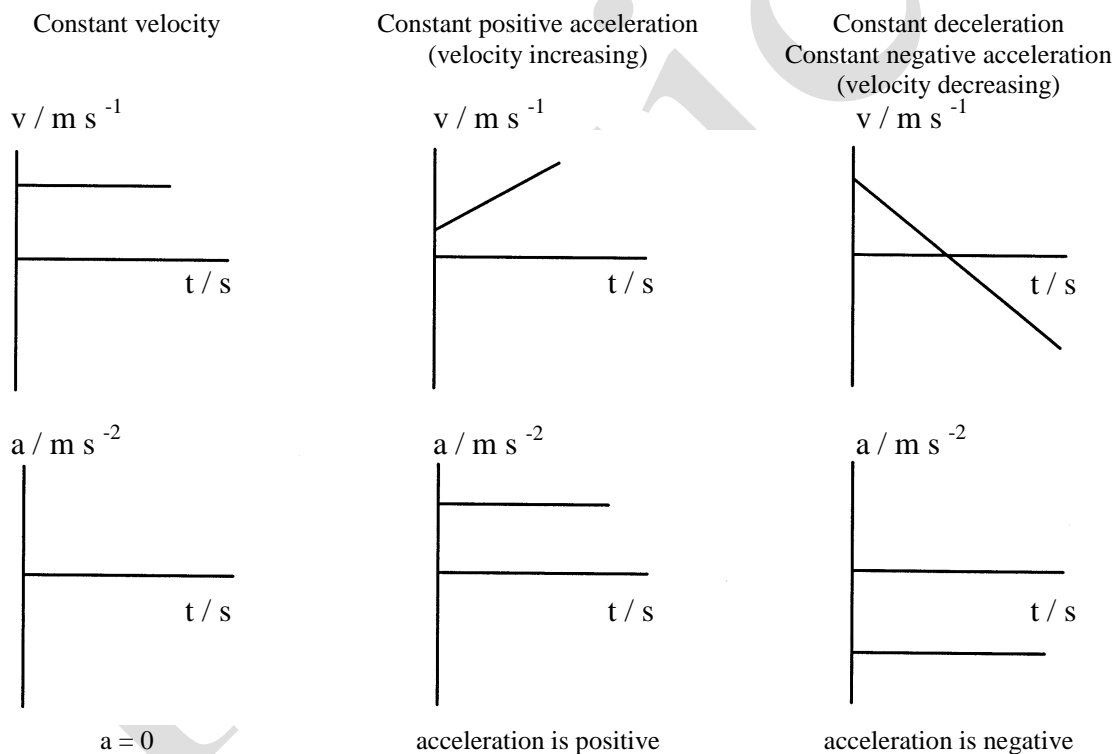 Constant velocity
Constant positive acceleration
(velocity increasing)
Constant deceleration
Constant negative acceleration
(velocity decreasing)
v / m s -1
v / m s -1
v / m s -1
t / s
t / s
t / s
a / m s -2
a / m s -2
a / m s -2
t / s
t / s
t / s
a = 0
acceleration is positive
acceleration is negative